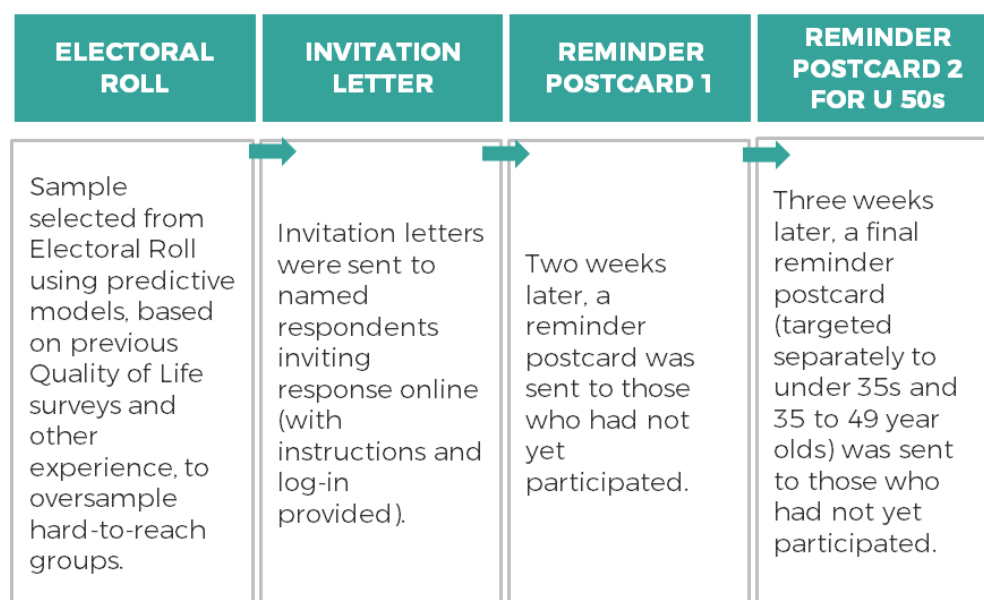 ELECTORAL
ROLL
Sample
selected from
Electoral Roll
using predictive
models, based
on previous
Quality of Life
surveys and
other
experience, to
oversample
hard-to-reach
groups.
INVITATION
LETTER
Invitation letters
were sent to
named
respondents
inviting
response online
(with
instructions and
log-in
provided).
REMINDER
POSTCARD 1
Two weeks
later, a
reminder
postcard was
sent to those
who had not
yet
participated.
REMINDER
POSTCARD 2
FOR U 50s
Three weeks
later, a final
reminder
postcard
(targeted
separately to
under 35s and
35 to 49 year
olds) was sent
to those who
had not yet
participated.